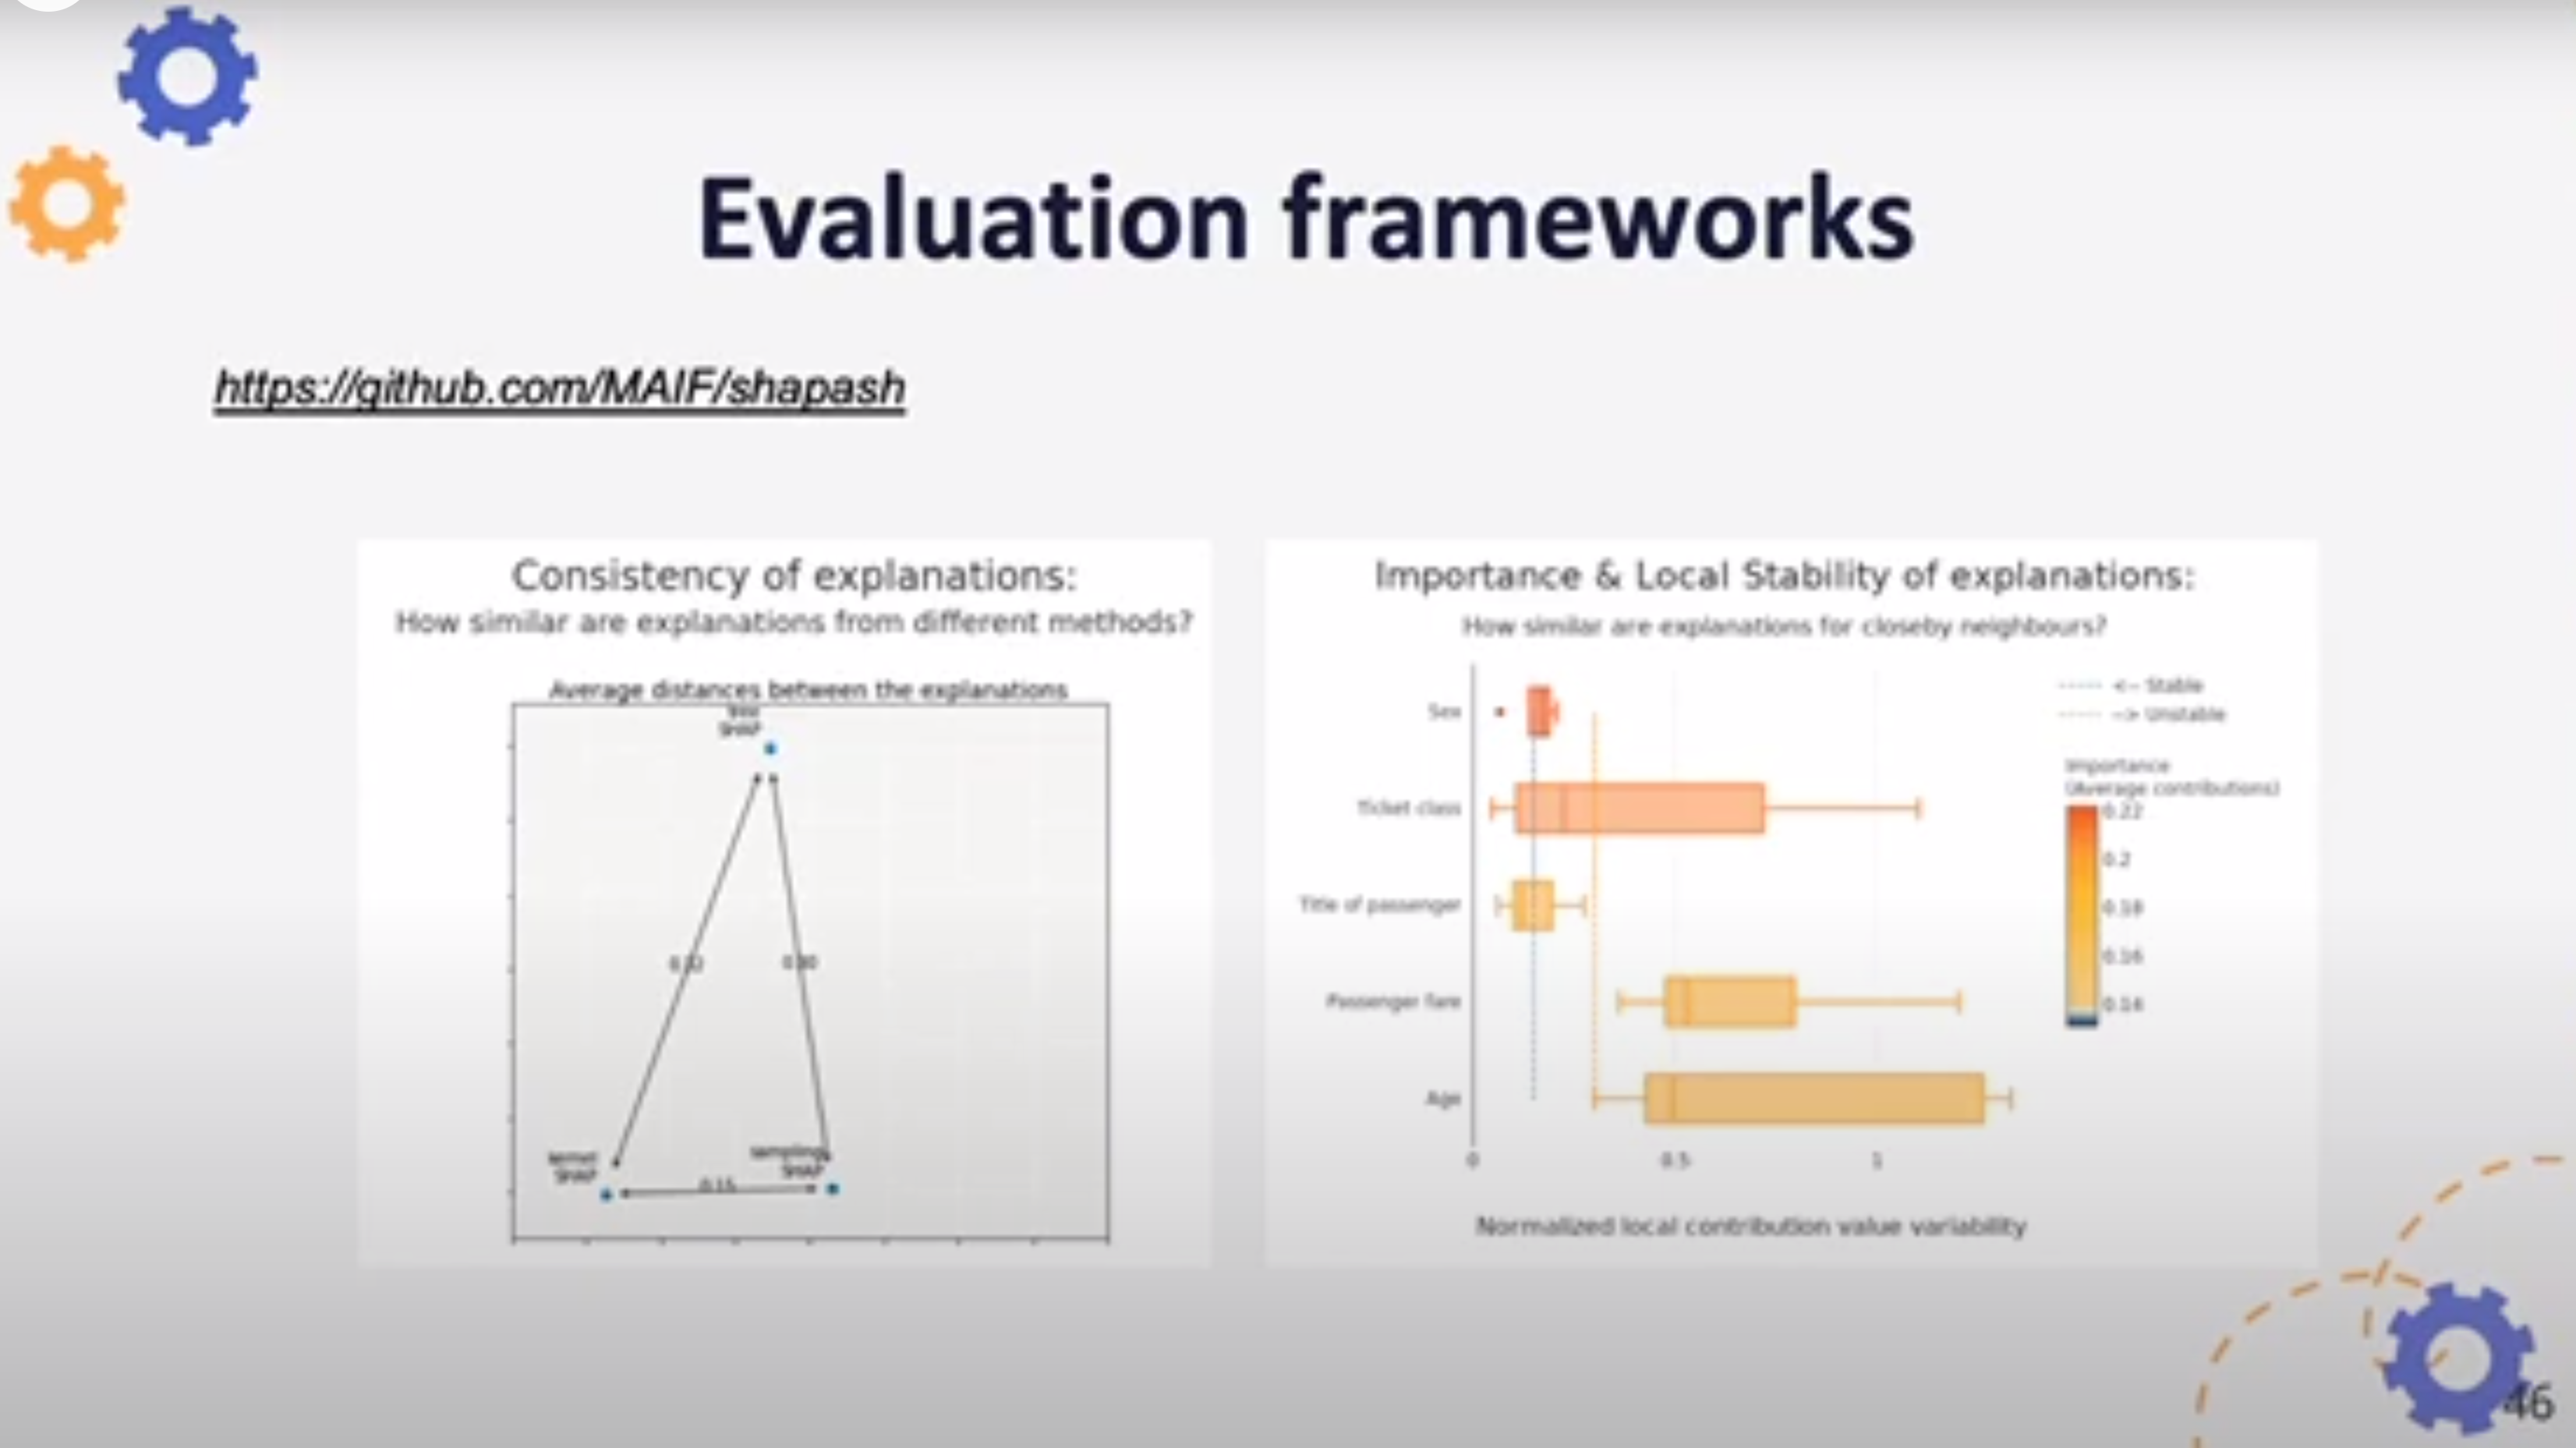 Evaluation frameworks
https://github.com/MAIF/shapash
Consistency of explanations:
How similar are explanations from different methods?
Average distances between the explanations
SHAP
kernel
SHAP
sampling
SHAP
0.15
Importance & Local Stability of explanations:
How similar are explanations for closeby neighbours?
Sex
Ticket class
Title of passenger
Passenger fare
Age
0
0.5
1
Normalized local contribution value variability
<-- Stable
--> Unstable
Importance
(Average contributions)
0.22
0.2
0.18
0.16
0.14
46